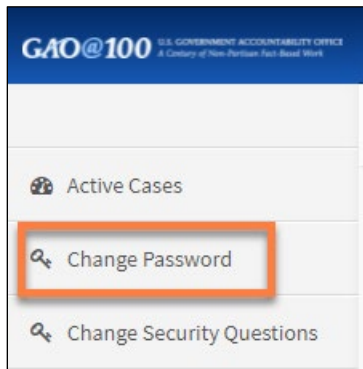 GAO@100 U.S. GOVERNMENT ACCOUNTABILITY OFFICE
A Century of Non-Partisan Fact-Based Work
Active Cases
Change Password
Change Security Questions